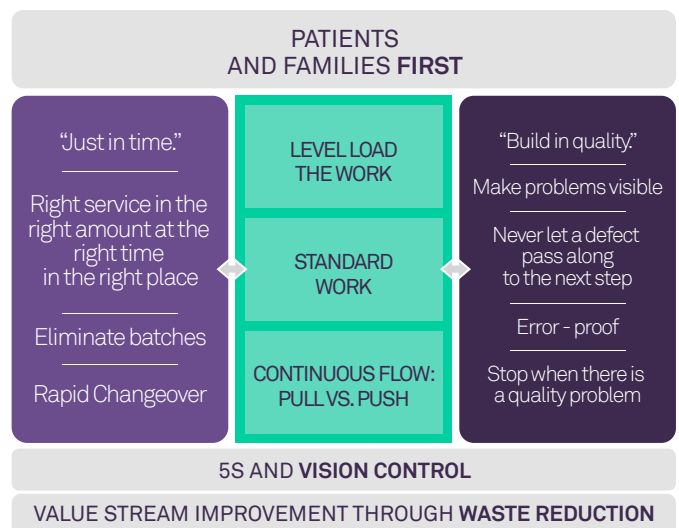 PATIENTS
AND FAMILIES FIRST
“Just in time.”
Right service in the
right amount at the
right time
in the right place
Eliminate batches
Rapid Changeover
LEVEL LOAD
THE WORK
STANDARD
WORK
CONTINUOUS FLOW:
PULL VS. PUSH
“Build in quality.”
Make problems visible
Never let a defect
pass along
to the next step
Error - proof
Stop when there is
a quality problem
5S AND VISION CONTROL
VALUE STREAM IMPROVEMENT THROUGH WASTE REDUCTION